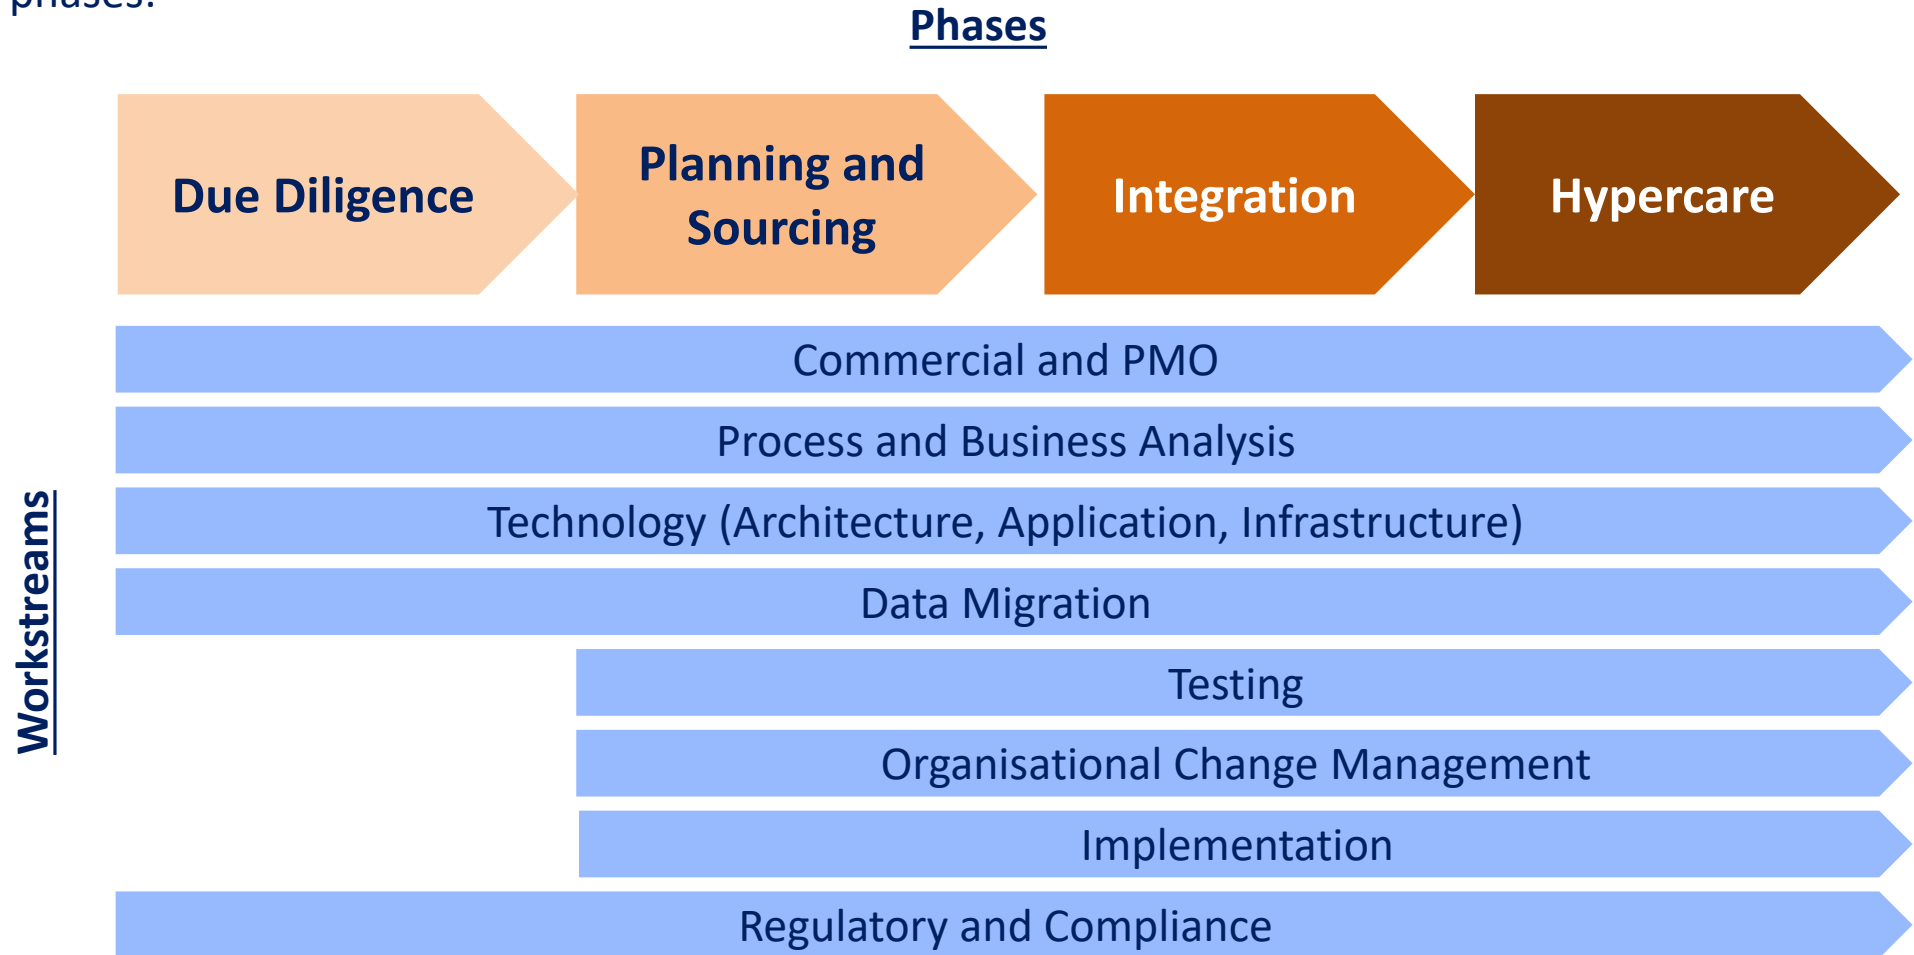 phases.
Phases
Due Diligence
Planning and
Sourcing
Integration
Hypercare
Workstreams
Commercial and PMO
Process and Business Analysis
Technology (Architecture, Application, Infrastructure)
Data Migration
Testing
Organisational Change Management
Implementation
Regulatory and Compliance